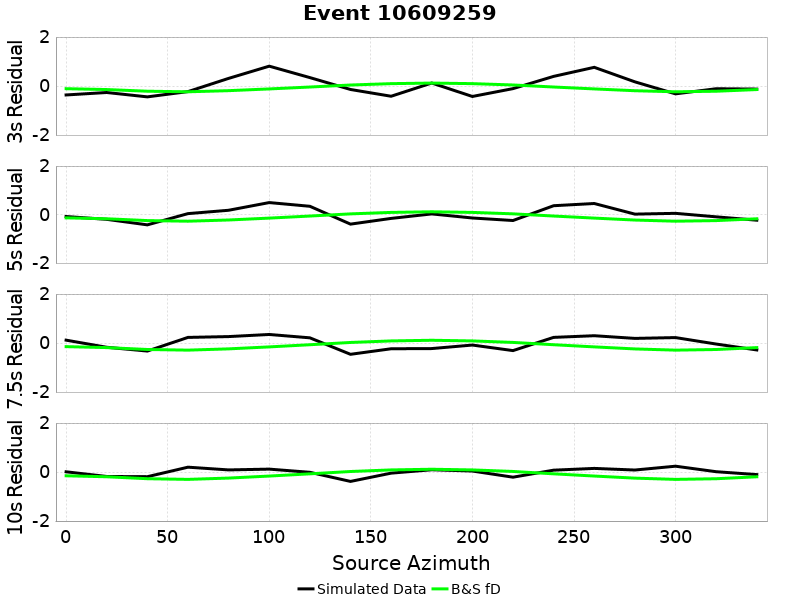 Event 10609259
3s Residual
2
0
-2
5s Residual
2
0
-2
7.5s Residual
2
0
-2
10s Residual
2
0
-2
0 50 100 150 200 250 300
Source Azimuth
Simulated Data B&S fD